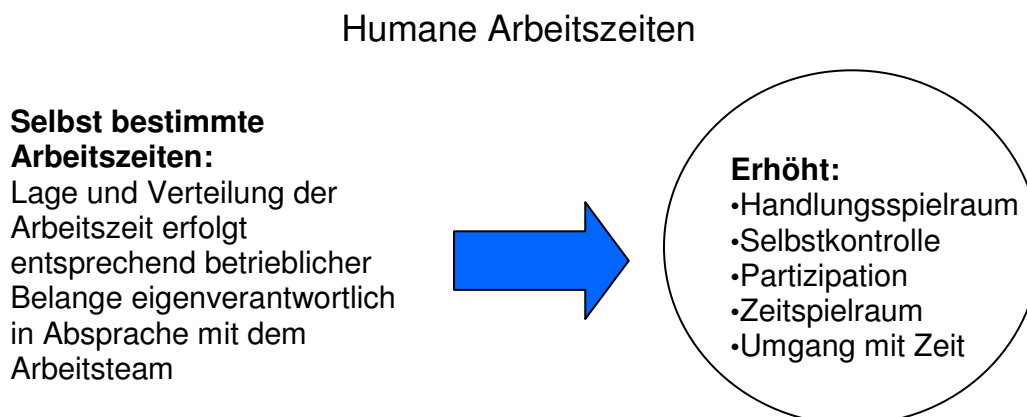 Humane Arbeitszeiten
Selbst bestimmte
Arbeitszeiten:
Lage und Verteilung der
Arbeitszeit erfolgt
entsprechend betrieblicher
Belange eigenverantwortlich
in Absprache mit dem
Arbeitsteam
Erhöht:
•Handlungsspielraum
•Selbstkontrolle
•Partizipation
•Zeitspielraum
•Umgang mit Zeit